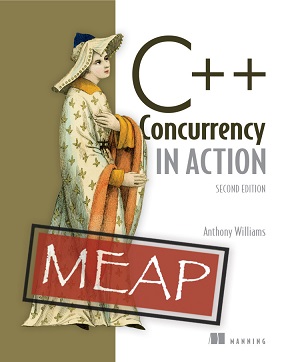 C++
Concurrency
IN ACTION
SECOND EDITION
Anthony Williams
MEAP
MANNING